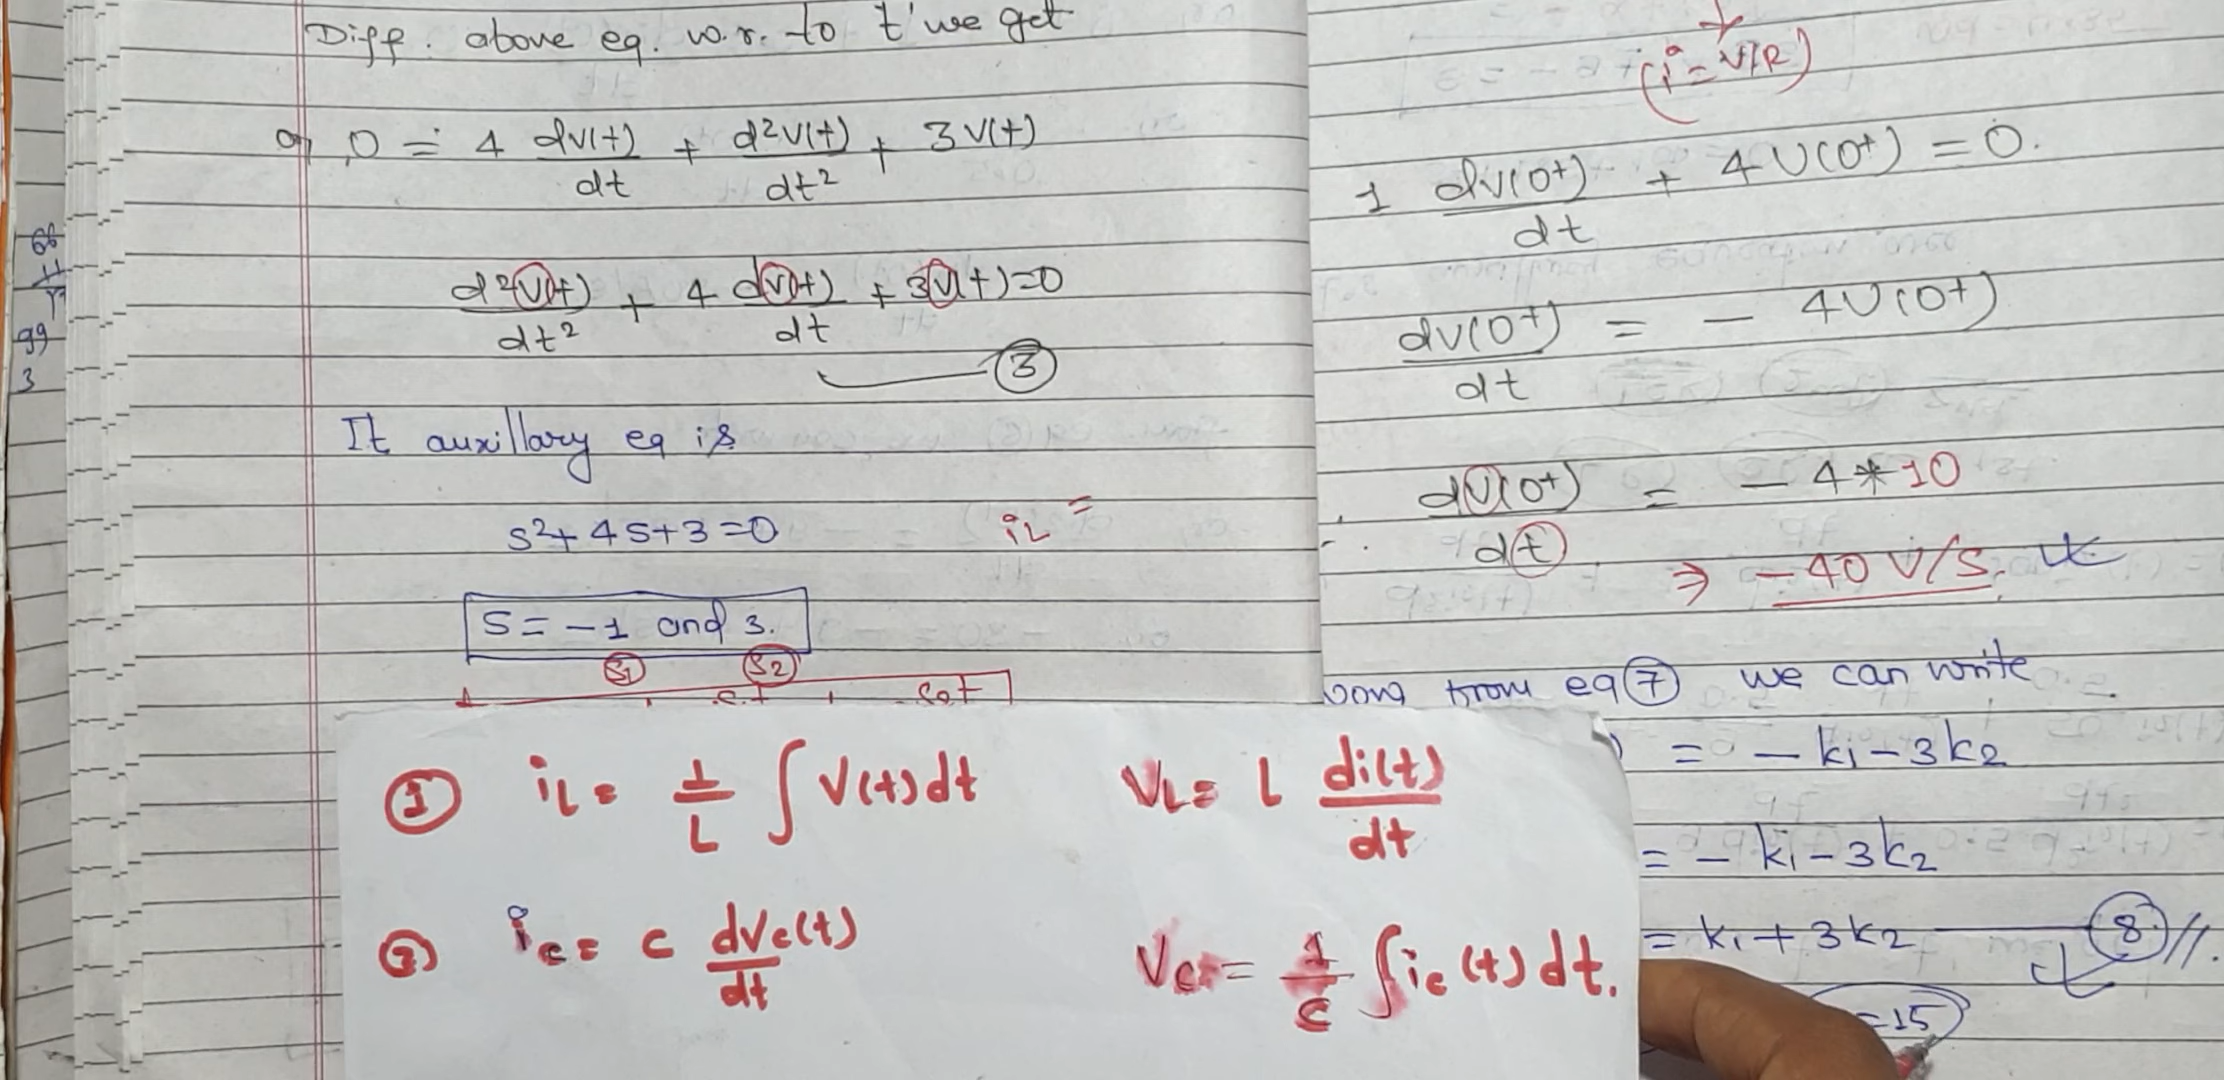 Diff. above eq. w.r. to t' we get
or, 0 = 4 dv(t)/dt + d²v(t)/dt² + 3v(t)
d²v(t)/dt² + 4 dv(t)/dt + 3v(t)=0
③
It auxillary eq is
s²+4s+3=0
iL =
S = -1 and 3.
S1 S2
66
99
3
(i = V/R)
1 dv(0+)/dt + 4v(0+) = 0.
dv(0+)/dt = - 4v(0+)
dv(0+)/dt = - 4*10
⇒ -40 V/S.
from eq ⑦ we can write
= - k1 - 3k2
= - k1 - 3k2
= k1 + 3k2 ⑧//.
=15
① iL = 1/L ∫ V(t) dt VL = L di(t)/dt
② ic = c dVc(t)/dt Vc = 1/c ∫ ic(t) dt.